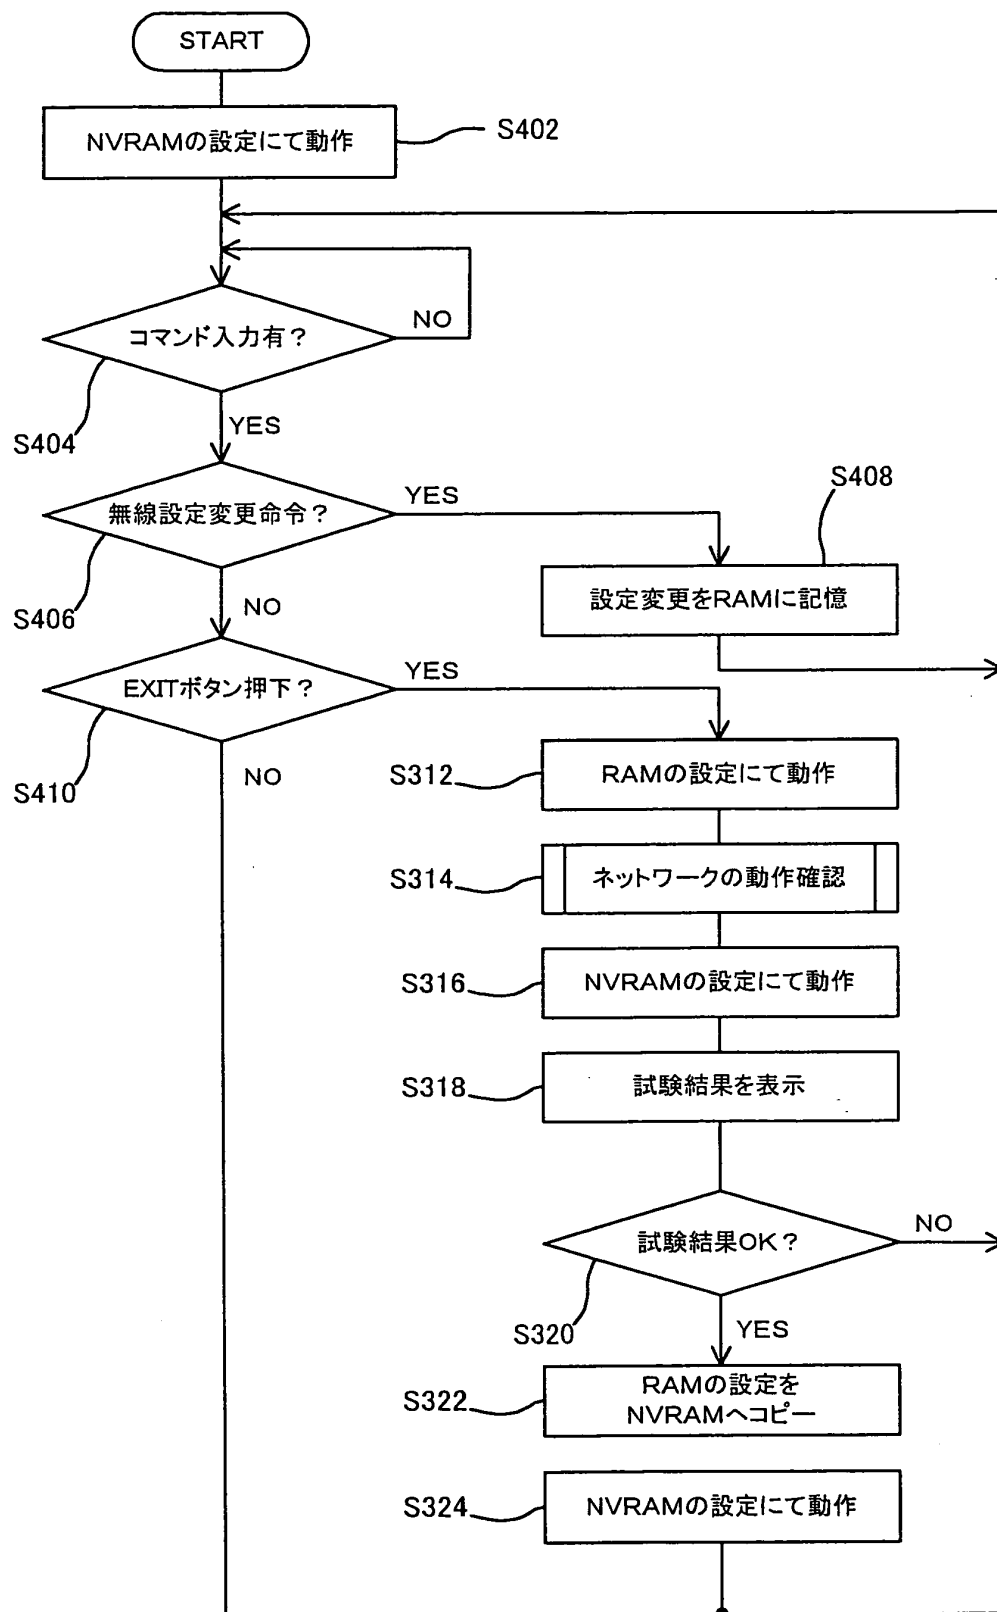 START
NVRAMの設定にて動作
S402
コマンド入力有？
NO
S404
YES
無線設定変更命令？
YES
S408
S406
NO
設定変更をRAMに記憶
EXITボタン押下？
YES
S410
NO
S312
RAMの設定にて動作
S314
ネットワークの動作確認
S316
NVRAMの設定にて動作
S318
試験結果を表示
試験結果OK？
NO
S320
YES
S322
RAMの設定を
NVRAMへコピー
S324
NVRAMの設定にて動作